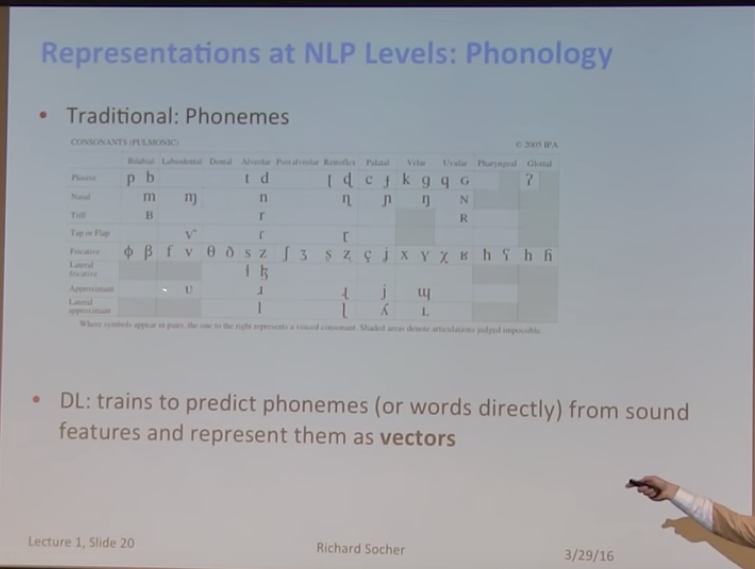 Representations at NLP Levels: Phonology
• Traditional: Phonemes
CONSONANTS (PULMONIC) © 2005 IPA
Bilabial Labiodental Dental Alveolar Postalveolar Retroflex Palatal Velar Uvular Pharyngeal Glottal
Plosive p b t d ʈ ɖ c ɟ k ɡ q ɢ ʔ
Nasal m ɱ n ɳ ɲ ŋ ɴ
Trill ʙ r ʀ
Tap or Flap ⱱ ɾ ɽ
Fricative ɸ β f v θ ð s z ʃ ʒ ʂ ʐ ç ʝ x ɣ χ ʁ ħ ʕ h ɦ
Lateral
fricative ɬ ɮ
Approximant ʋ ɹ ɻ j ɰ
Lateral
approximant l ɭ ʎ ʟ
Where symbols appear in pairs, the one to the right represents a voiced consonant. Shaded areas denote articulations judged impossible.
• DL: trains to predict phonemes (or words directly) from sound
features and represent them as vectors
Lecture 1, Slide 20
Richard Socher
3/29/16